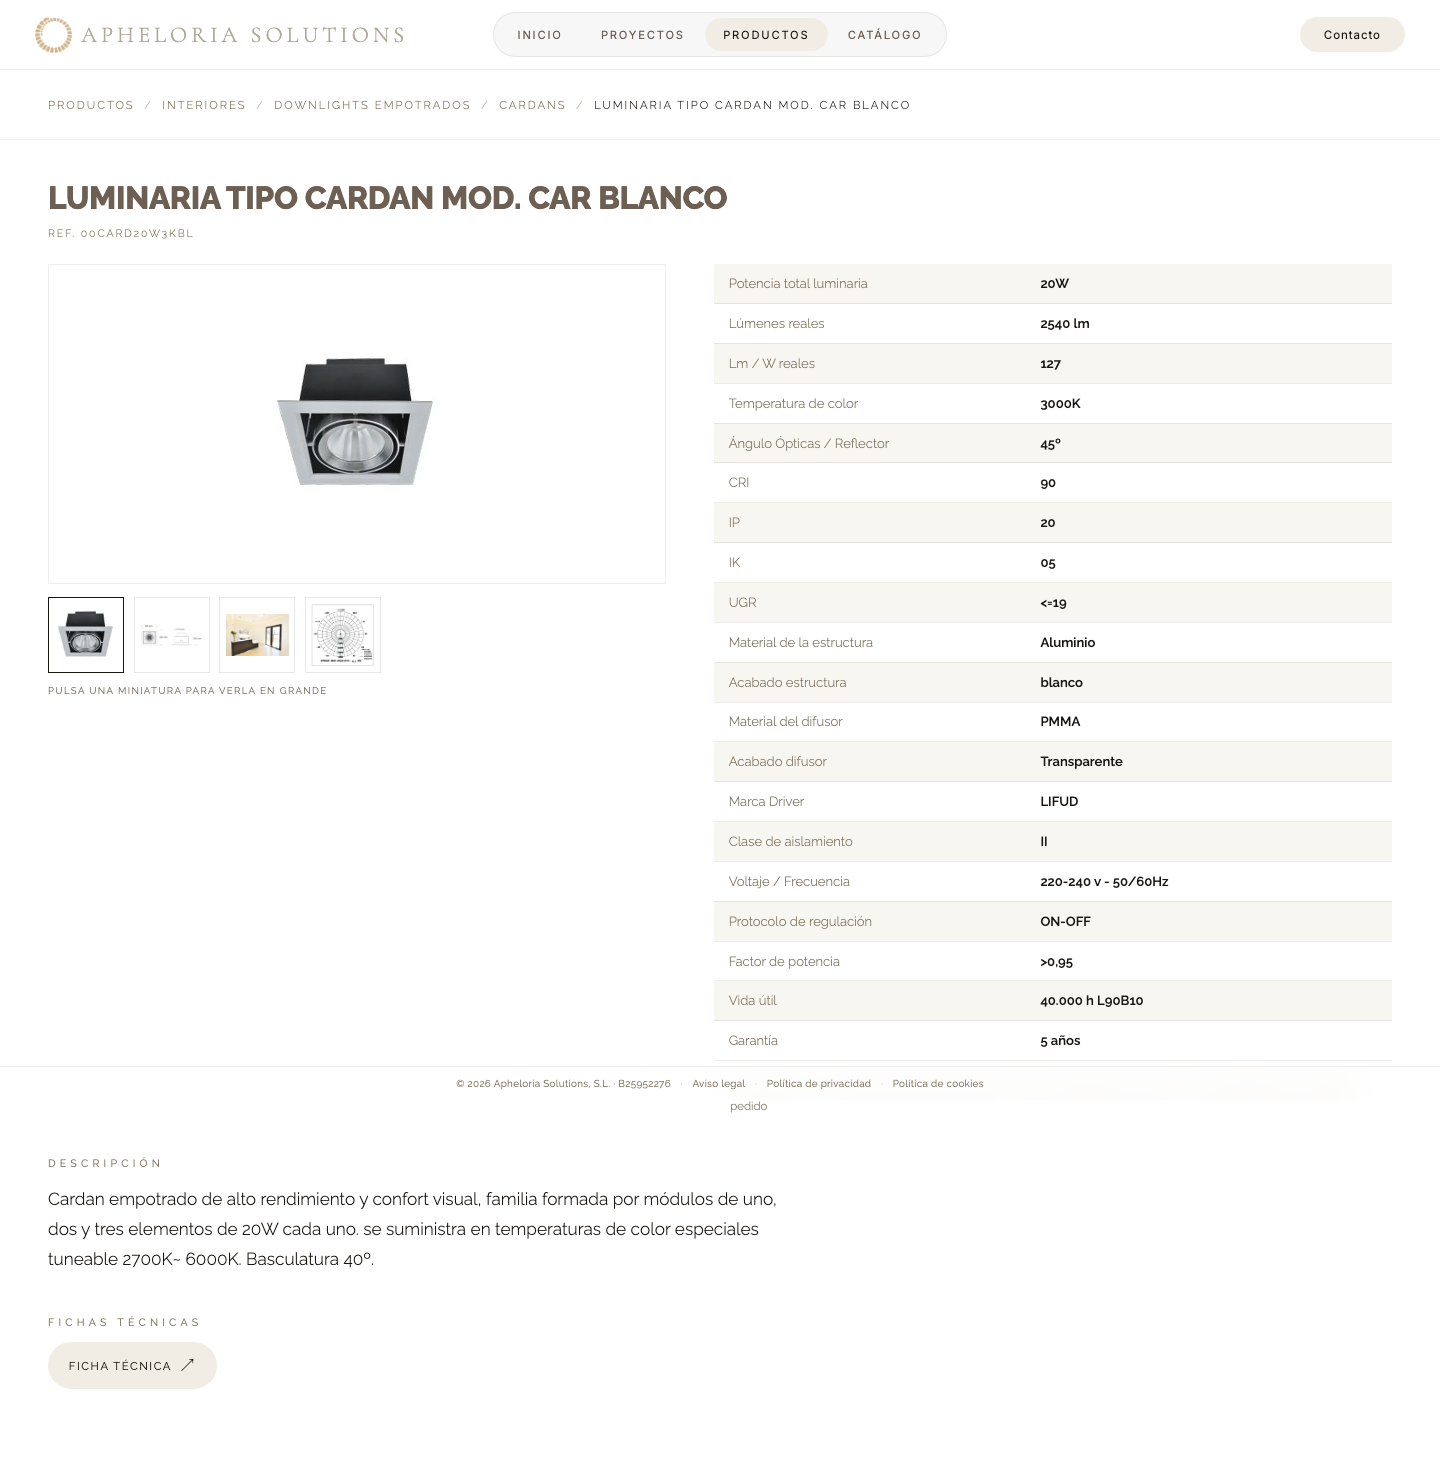 APHELORIA SOLUTIONS
INICIO PROYECTOS PRODUCTOS CATÁLOGO
Contacto
PRODUCTOS / INTERIORES / DOWNLIGHTS EMPOTRADOS / CARDANS / LUMINARIA TIPO CARDAN MOD. CAR BLANCO
LUMINARIA TIPO CARDAN MOD. CAR BLANCO
REF. 00CARD20W3KBL
PULSA UNA MINIATURA PARA VERLA EN GRANDE
Potencia total luminaria 20W
Lúmenes reales 2540 lm
Lm / W reales 127
Temperatura de color 3000K
Ángulo Ópticas / Reflector 45º
CRI 90
IP 20
IK 05
UGR <=19
Material de la estructura Aluminio
Acabado estructura blanco
Material del difusor PMMA
Acabado difusor Transparente
Marca Driver LIFUD
Clase de aislamiento II
Voltaje / Frecuencia 220-240 v - 50/60Hz
Protocolo de regulación ON-OFF
Factor de potencia >0,95
Vida útil 40.000 h L90B10
Garantía 5 años
© 2026 Apheloria Solutions, S.L. · B25952276 · Aviso legal · Política de privacidad · Política de cookies
pedido
DESCRIPCIÓN
Cardan empotrado de alto rendimiento y confort visual, familia formada por módulos de uno,
dos y tres elementos de 20W cada uno. se suministra en temperaturas de color especiales
tuneable 2700K~ 6000K. Basculatura 40º.
FICHAS TÉCNICAS
FICHA TÉCNICA ↗